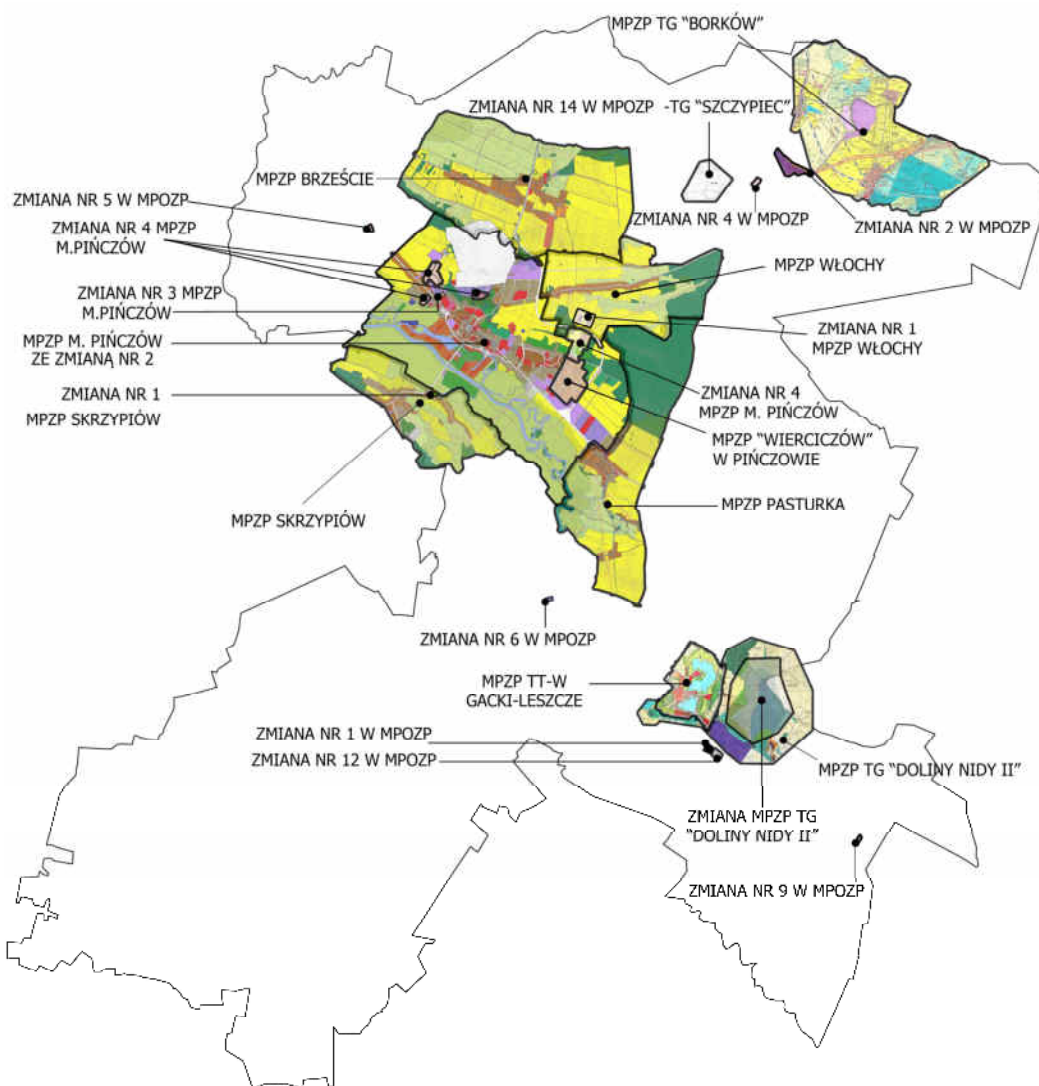 MPZP TG "BORKÓW"
ZMIANA NR 14 W MPOZP -TG "SZCZYPIEC"
MPZP BRZEŚCIE
ZMIANA NR 5 W MPOZP
ZMIANA NR 4 W MPOZP
ZMIANA NR 2 W MPOZP
ZMIANA NR 4 MPZP
M.PIŃCZÓW
MPZP WŁOCHY
ZMIANA NR 3 MPZP
M.PIŃCZÓW
ZMIANA NR 1
MPZP WŁOCHY
MPZP M. PIŃCZÓW
ZE ZMIANĄ NR 2
ZMIANA NR 1
MPZP SKRZYPIÓW
ZMIANA NR 4
MPZP M. PIŃCZÓW
MPZP "WIERCICZÓW"
W PIŃCZOWIE
MPZP PASTURKA
MPZP SKRZYPIÓW
ZMIANA NR 6 W MPOZP
MPZP TT-W
GACKI-LESZCZE
ZMIANA NR 1 W MPOZP
ZMIANA NR 12 W MPOZP
MPZP TG "DOLINY NIDY II"
ZMIANA MPZP TG
"DOLINY NIDY II"
ZMIANA NR 9 W MPOZP